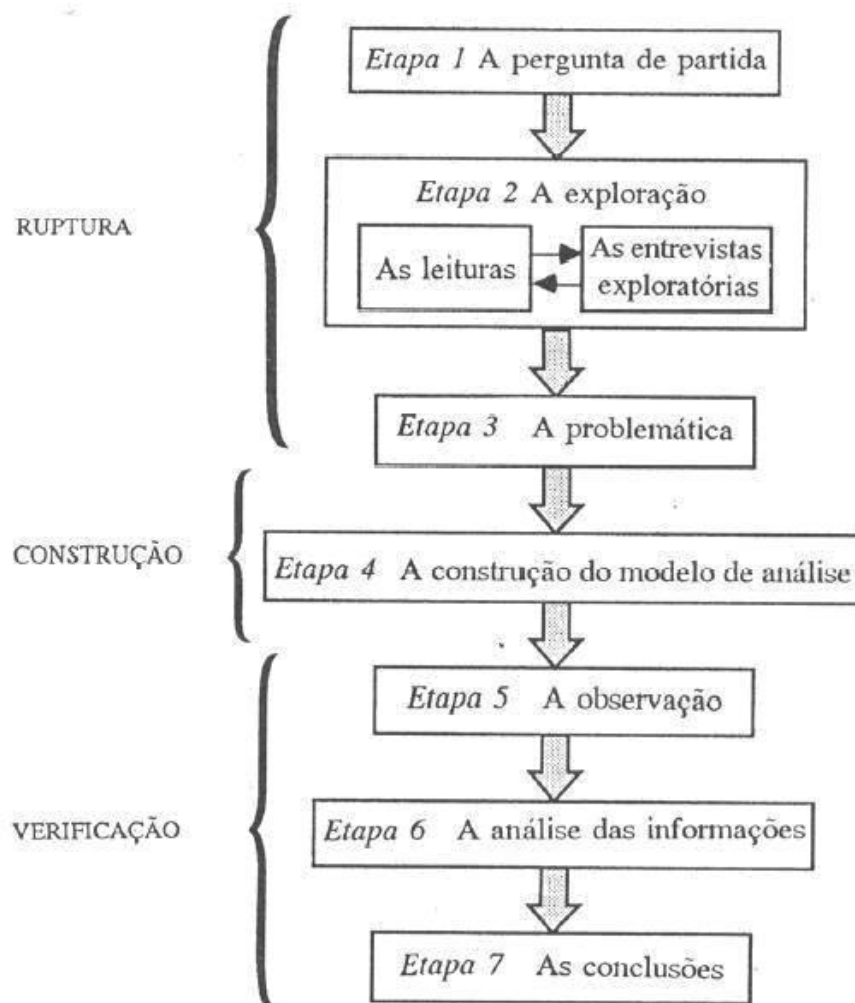 Etapa 1 A pergunta de partida
Etapa 2 A exploração
RUPTURA
As leituras
As entrevistas
exploratórias
Etapa 3 A problemática
CONSTRUÇÃO
Etapa 4 A construção do modelo de análise
Etapa 5 A observação
VERIFICAÇÃO
Etapa 6 A análise das informações
Etapa 7 As conclusões